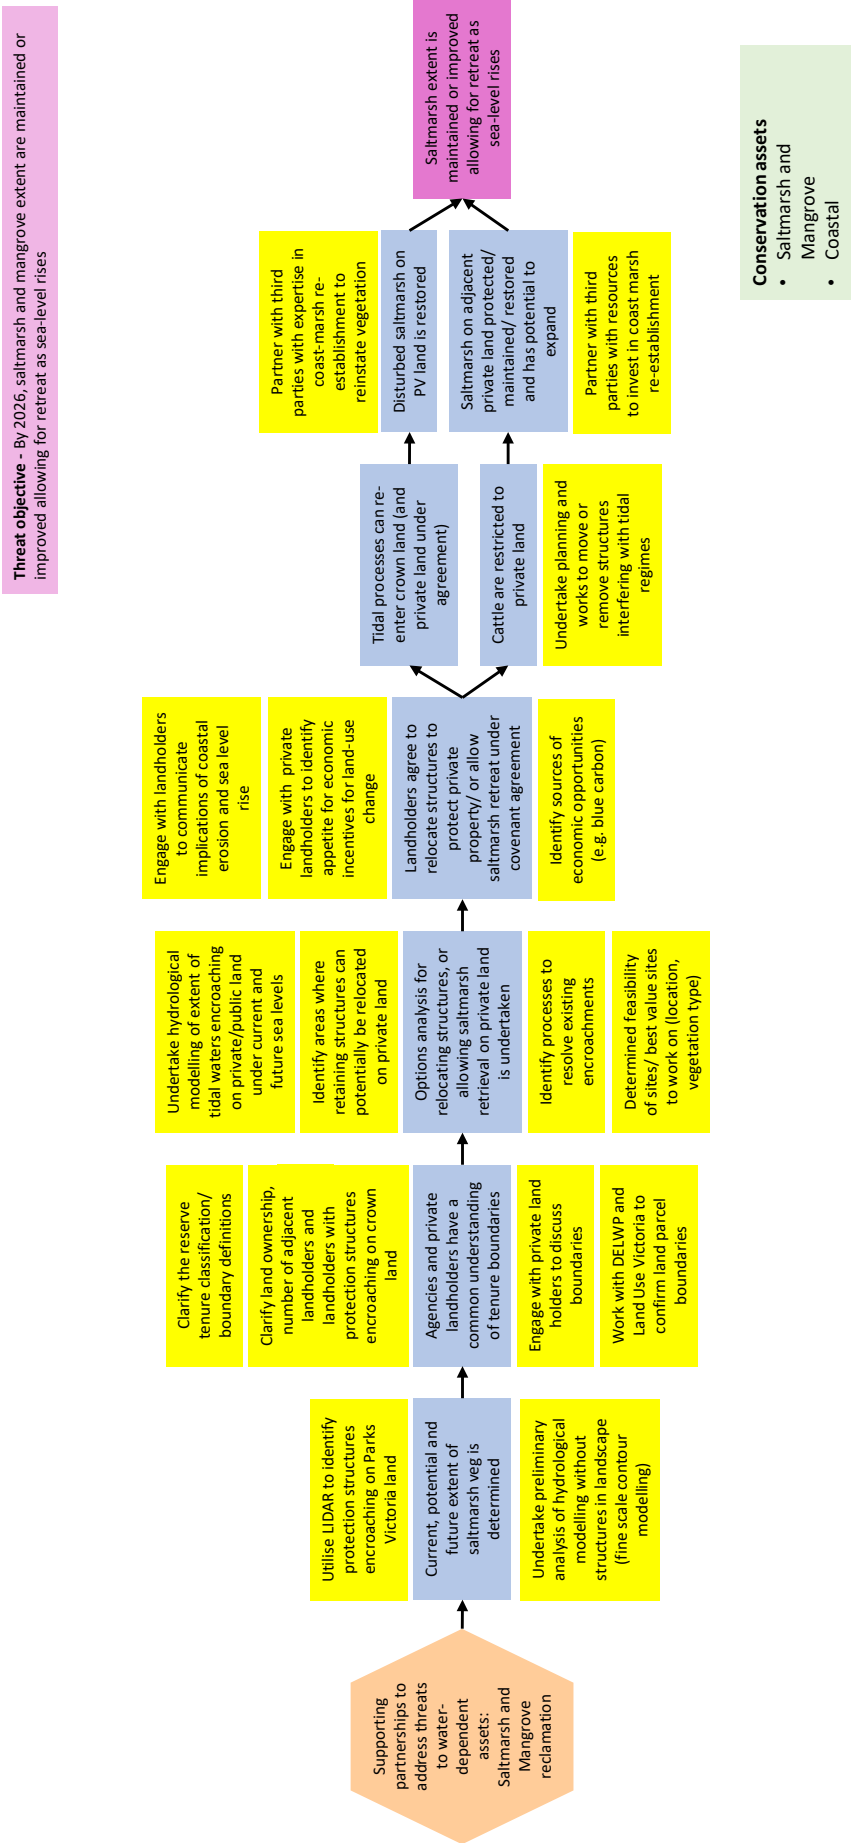 Threat objective - By 2026, saltmarsh and mangrove extent are maintained or
improved allowing for retreat as sea-level rises
Supporting
partnerships to
address threats
to water-
dependent
assets:
Saltmarsh and
Mangrove
reclamation
Utilise LIDAR to identify
protection structures
encroaching on Parks
Victoria land
Current, potential and
future extent of
saltmarsh veg is
determined
Undertake preliminary
analysis of hydrological
modelling without
structures in landscape
(fine scale contour
modelling)
Clarify the reserve
tenure classification/
boundary definitions
Clarify land ownership,
number of adjacent
landholders and
landholders with
protection structures
encroaching on crown
land
Agencies and private
landholders have a
common understanding
of tenure boundaries
Engage with private land
holders to discuss
boundaries
Work with DELWP and
Land Use Victoria to
confirm land parcel
boundaries
Undertake hydrological
modelling of extent of
tidal waters encroaching
on private/public land
under current and
future sea levels
Identify areas where
retaining structures can
potentially be relocated
on private land
Options analysis for
relocating structures, or
allowing saltmarsh
retrieval on private land
is undertaken
Identify processes to
resolve existing
encroachments
Determined feasibility
of sites/ best value sites
to work on (location,
vegetation type)
Engage with landholders
to communicate
implications of coastal
erosion and sea level
rise
Engage with private
landholders to identify
appetite for economic
incentives for land-use
change
Landholders agree to
relocate structures to
protect private
property/ or allow
saltmarsh retreat under
covenant agreement
Identify sources of
economic opportunities
(e.g. blue carbon)
Tidal processes can re-
enter crown land (and
private land under
agreement)
Cattle are restricted to
private land
Undertake planning and
works to move or
remove structures
interfering with tidal
regimes
Partner with third
parties with expertise in
coast-marsh re-
establishment to
reinstate vegetation
Disturbed saltmarsh on
PV land is restored
Saltmarsh on adjacent
private land protected/
maintained/ restored
and has potential to
expand
Partner with third
parties with resources
to invest in coast marsh
re-establishment
Saltmarsh extent is
maintained or improved
allowing for retreat as
sea-level rises
Conservation assets
• Saltmarsh and
Mangrove
• Coastal